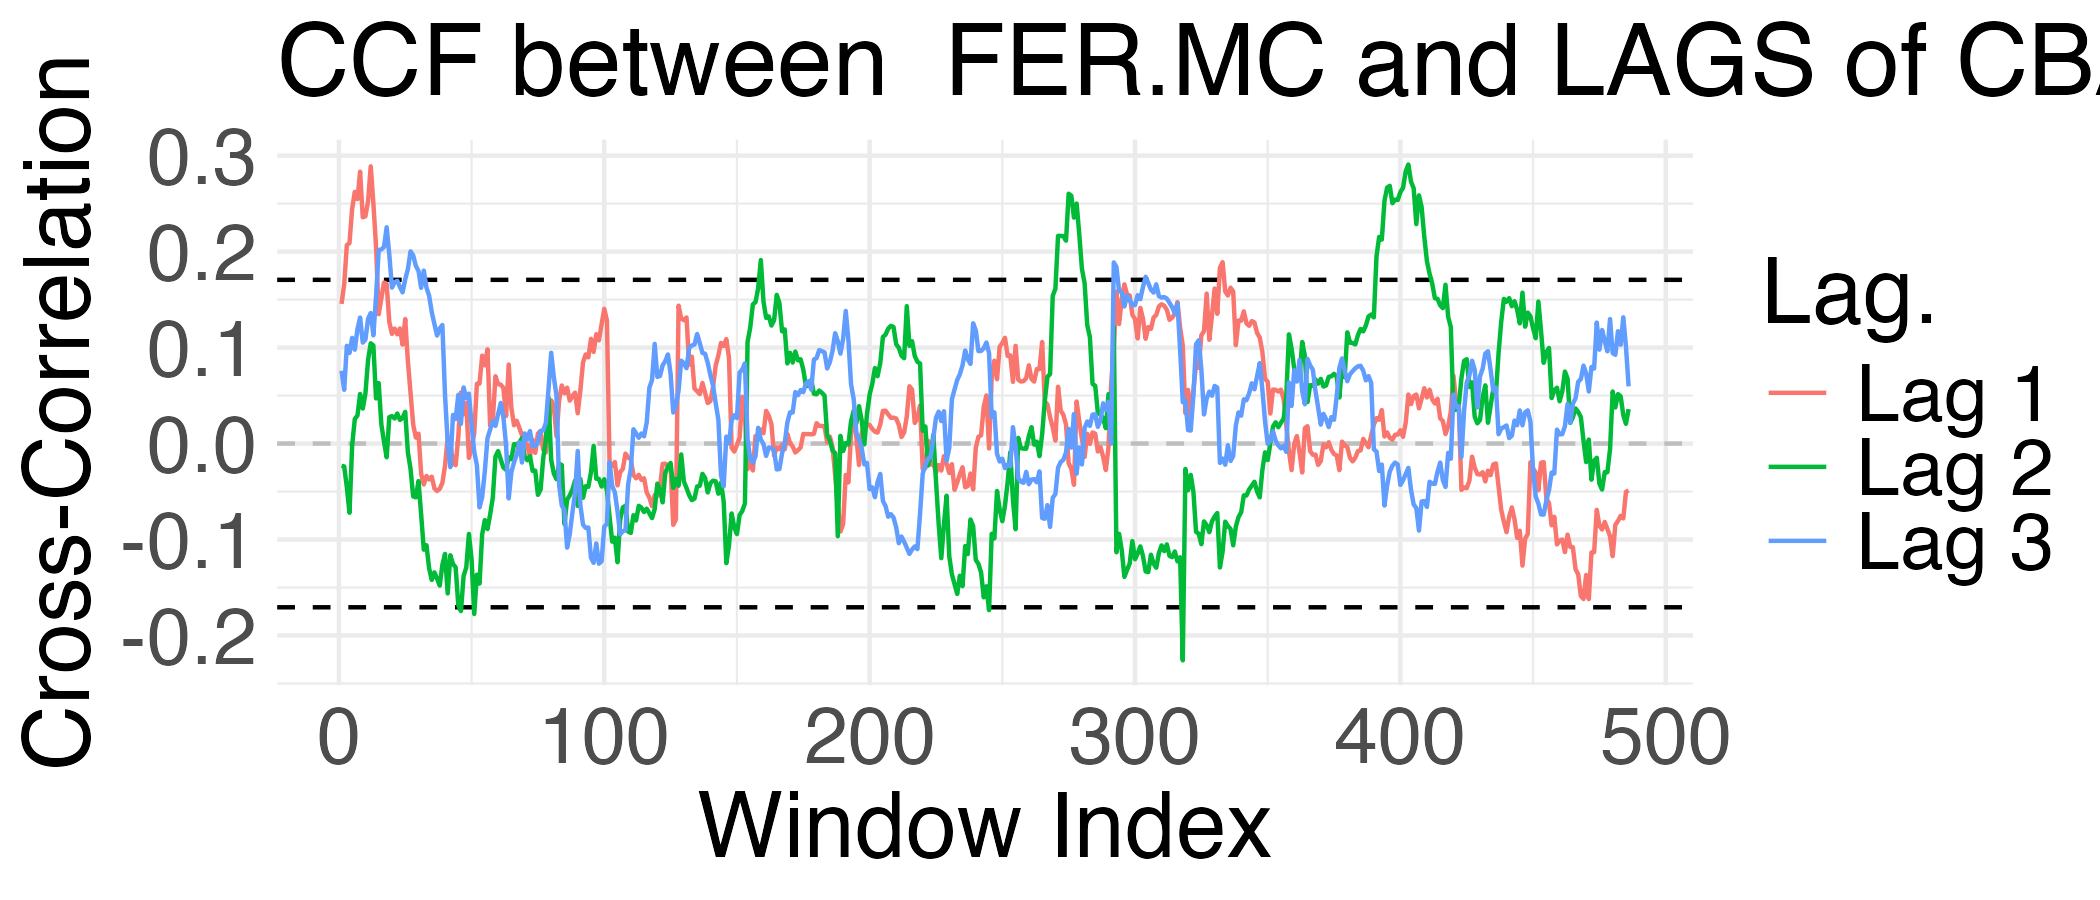 CCF between FER.MC and LAGS of CBA
Cross-Correlation
0.3
0.2
0.1
0.0
-0.1
-0.2
0 100 200 300 400 500
Window Index
Lag.
Lag 1
Lag 2
Lag 3